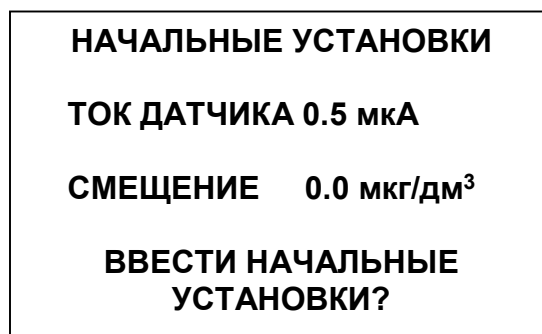 НАЧАЛЬНЫЕ УСТАНОВКИ
ТОК ДАТЧИКА 0.5 мкА
СМЕЩЕНИЕ 0.0 мкг/дм³
ВВЕСТИ НАЧАЛЬНЫЕ
УСТАНОВКИ?